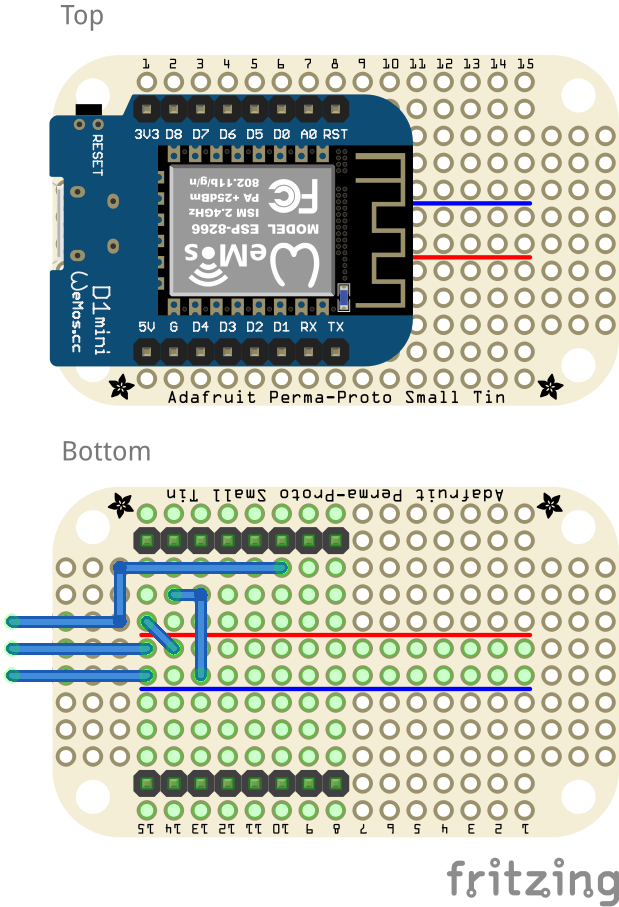 Top
1 2 3 4 5 6 7 8 9 10 11 12 13 14 15
3V3 D8 D7 D6 D5 D0 A0 RST
RESET
802.11b/g/n
PA +25dBm
ISM 2.4GHz
MODEL ESP-8266
FC
WeMos
D1 mini
WeMos.cc
5V G D4 D3 D2 D1 RX TX
Adafruit Perma-Proto Small Tin
Bottom
Adafruit Perma-Proto Small Tin
15 14 13 12 11 10 9 8 7 6 5 4 3 2 1
fritzing